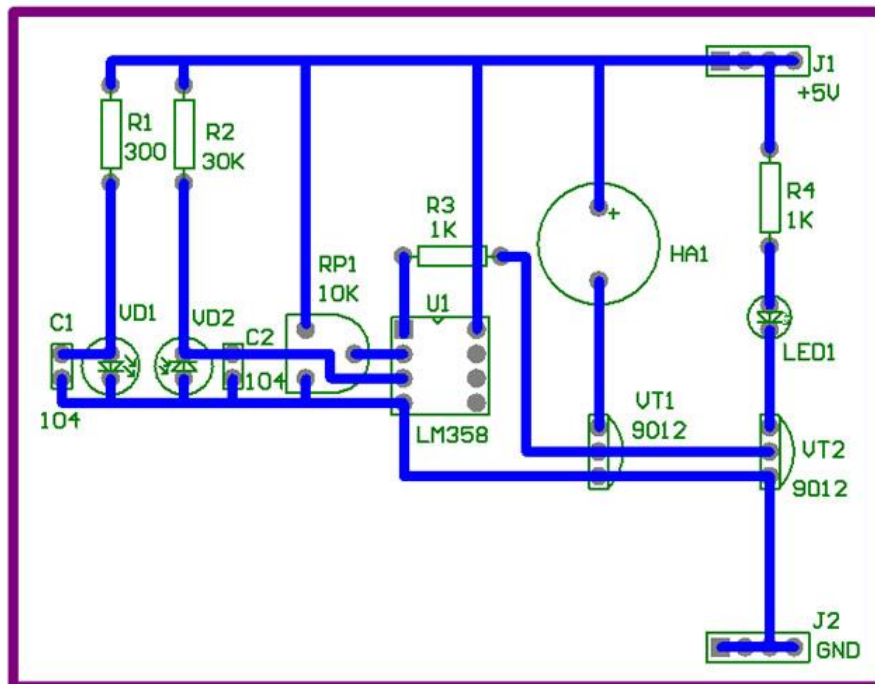 J1
+5V
R1
300
R2
30K
R4
1K
R3
1K
HA1
RP1
10K
U1
C1
VD1
VD2
C2
104
LED1
104
LM358
VT1
9012
VT2
9012
J2
GND
+